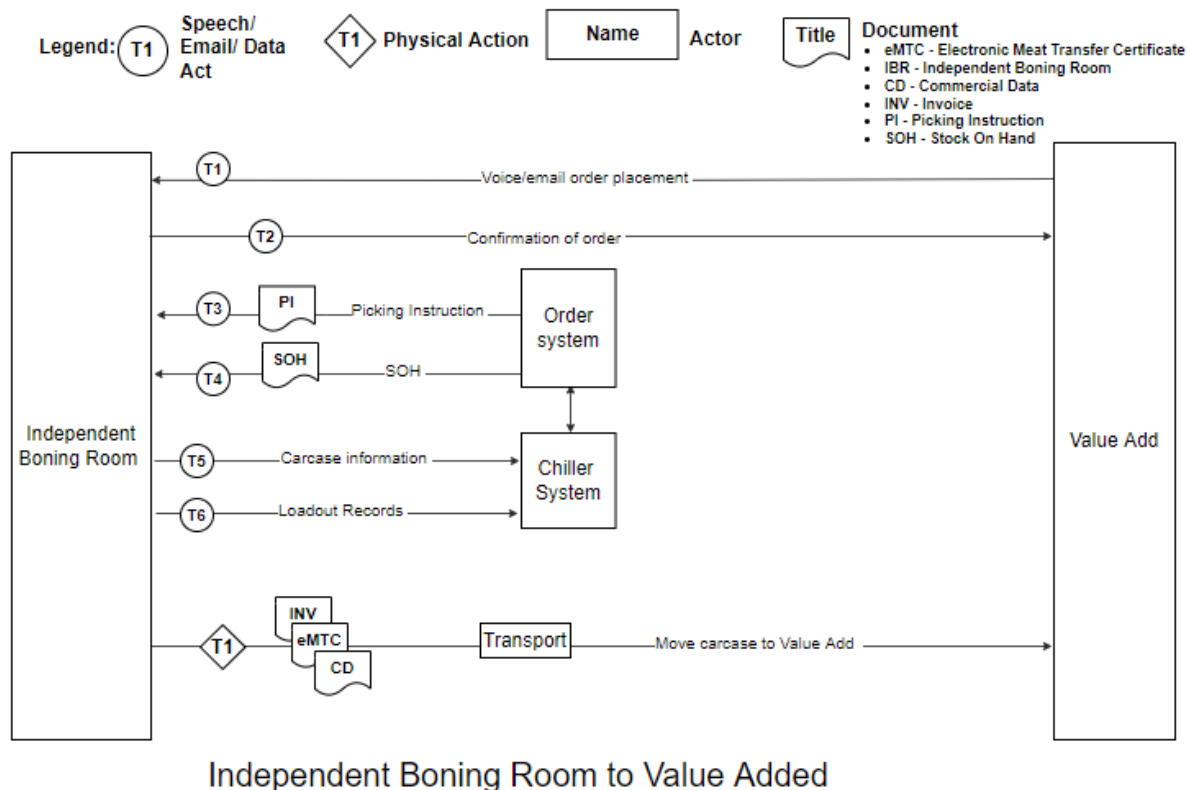 Legend:
T1
Speech/
Email/ Data
Act
T1
Physical Action
Name
Actor
Title
Document
• eMTC - Electronic Meat Transfer Certificate
• IBR - Independent Boning Room
• CD - Commercial Data
• INV - Invoice
• PI - Picking Instruction
• SOH - Stock On Hand
T1
Voice/email order placement
T2
Confirmation of order
T3
PI
Picking Instruction
Order
system
T4
SOH
SOH
Independent
Boning Room
Value Add
T5
Carcase information
Chiller
System
T6
Loadout Records
T1
INV
eMTC
CD
Transport
Move carcase to Value Add
Independent Boning Room to Value Added